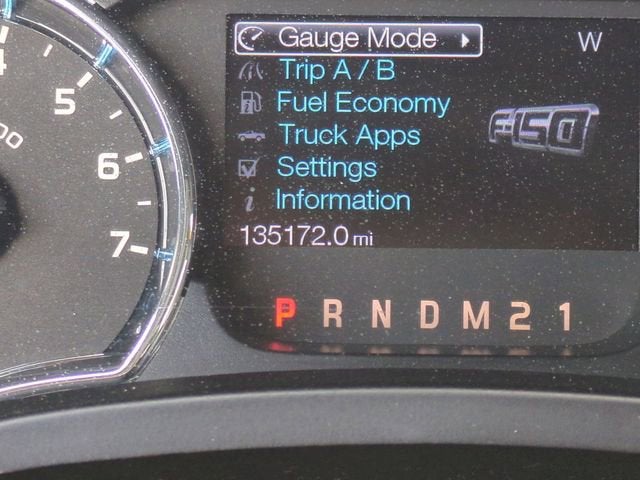 Gauge Mode
W
Trip A / B
Fuel Economy
F-150
Truck Apps
Settings
Information
135172.0 mi
4
5
6
7
P R N D M 2 1